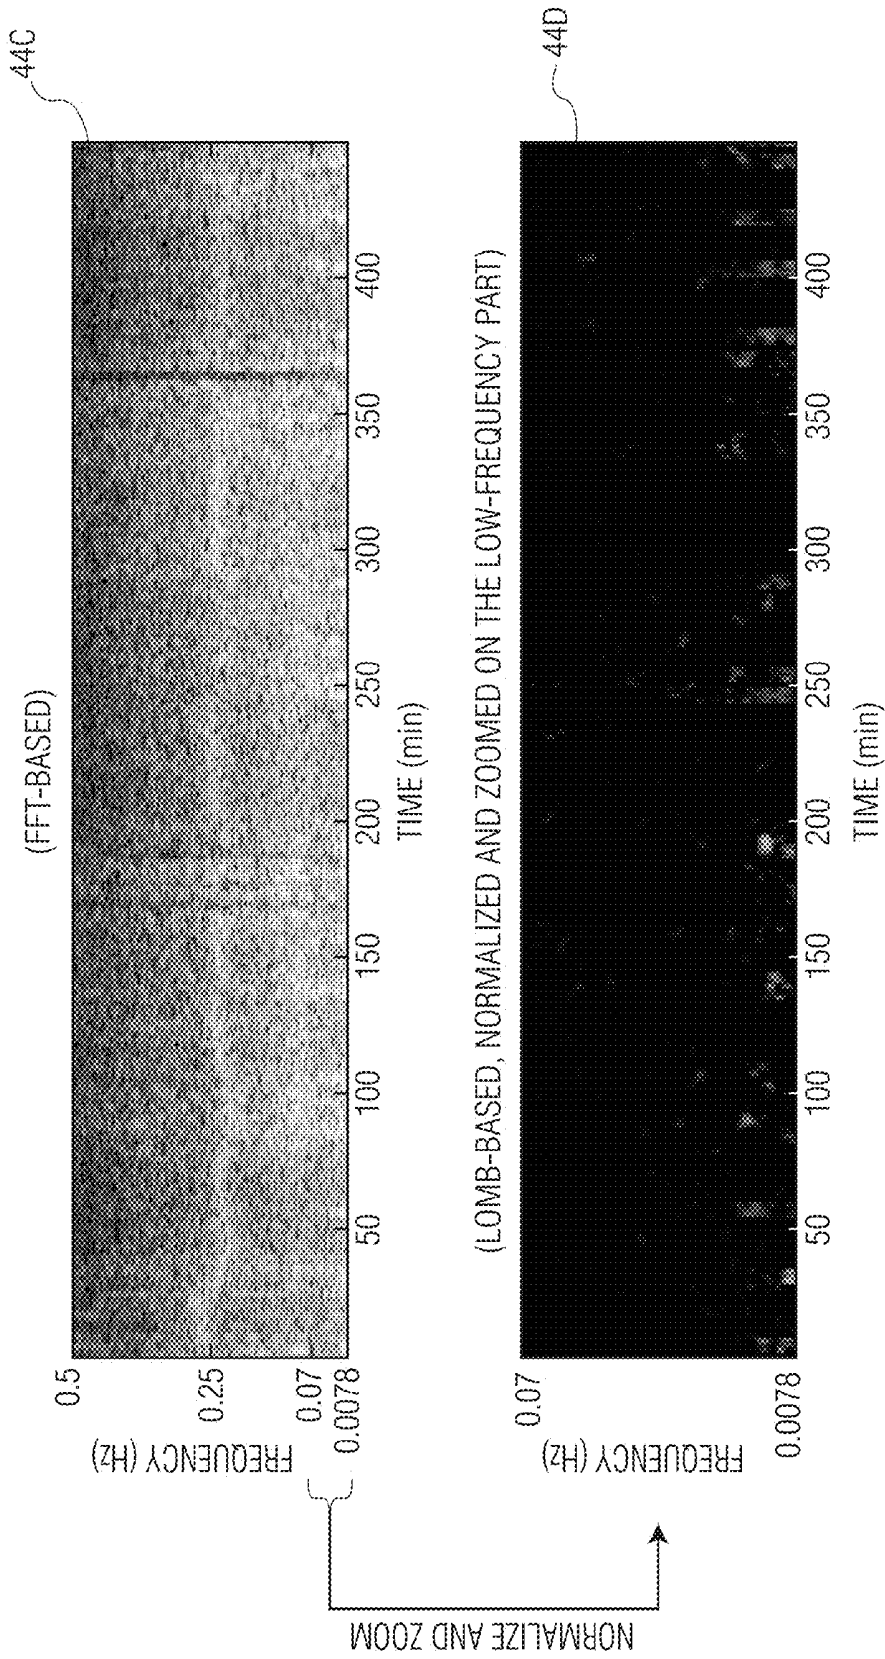 44C
(FFT-BASED)
FREQUENCY (Hz)
0.5
0.25
0.07
0.0078
50
100
150
200
250
300
350
400
TIME (min)
NORMALIZE AND ZOOM
44D
(LOMB-BASED, NORMALIZED AND ZOOMED ON THE LOW-FREQUENCY PART)
FREQUENCY (Hz)
0.07
0.0078
50
100
150
200
250
300
350
400
TIME (min)